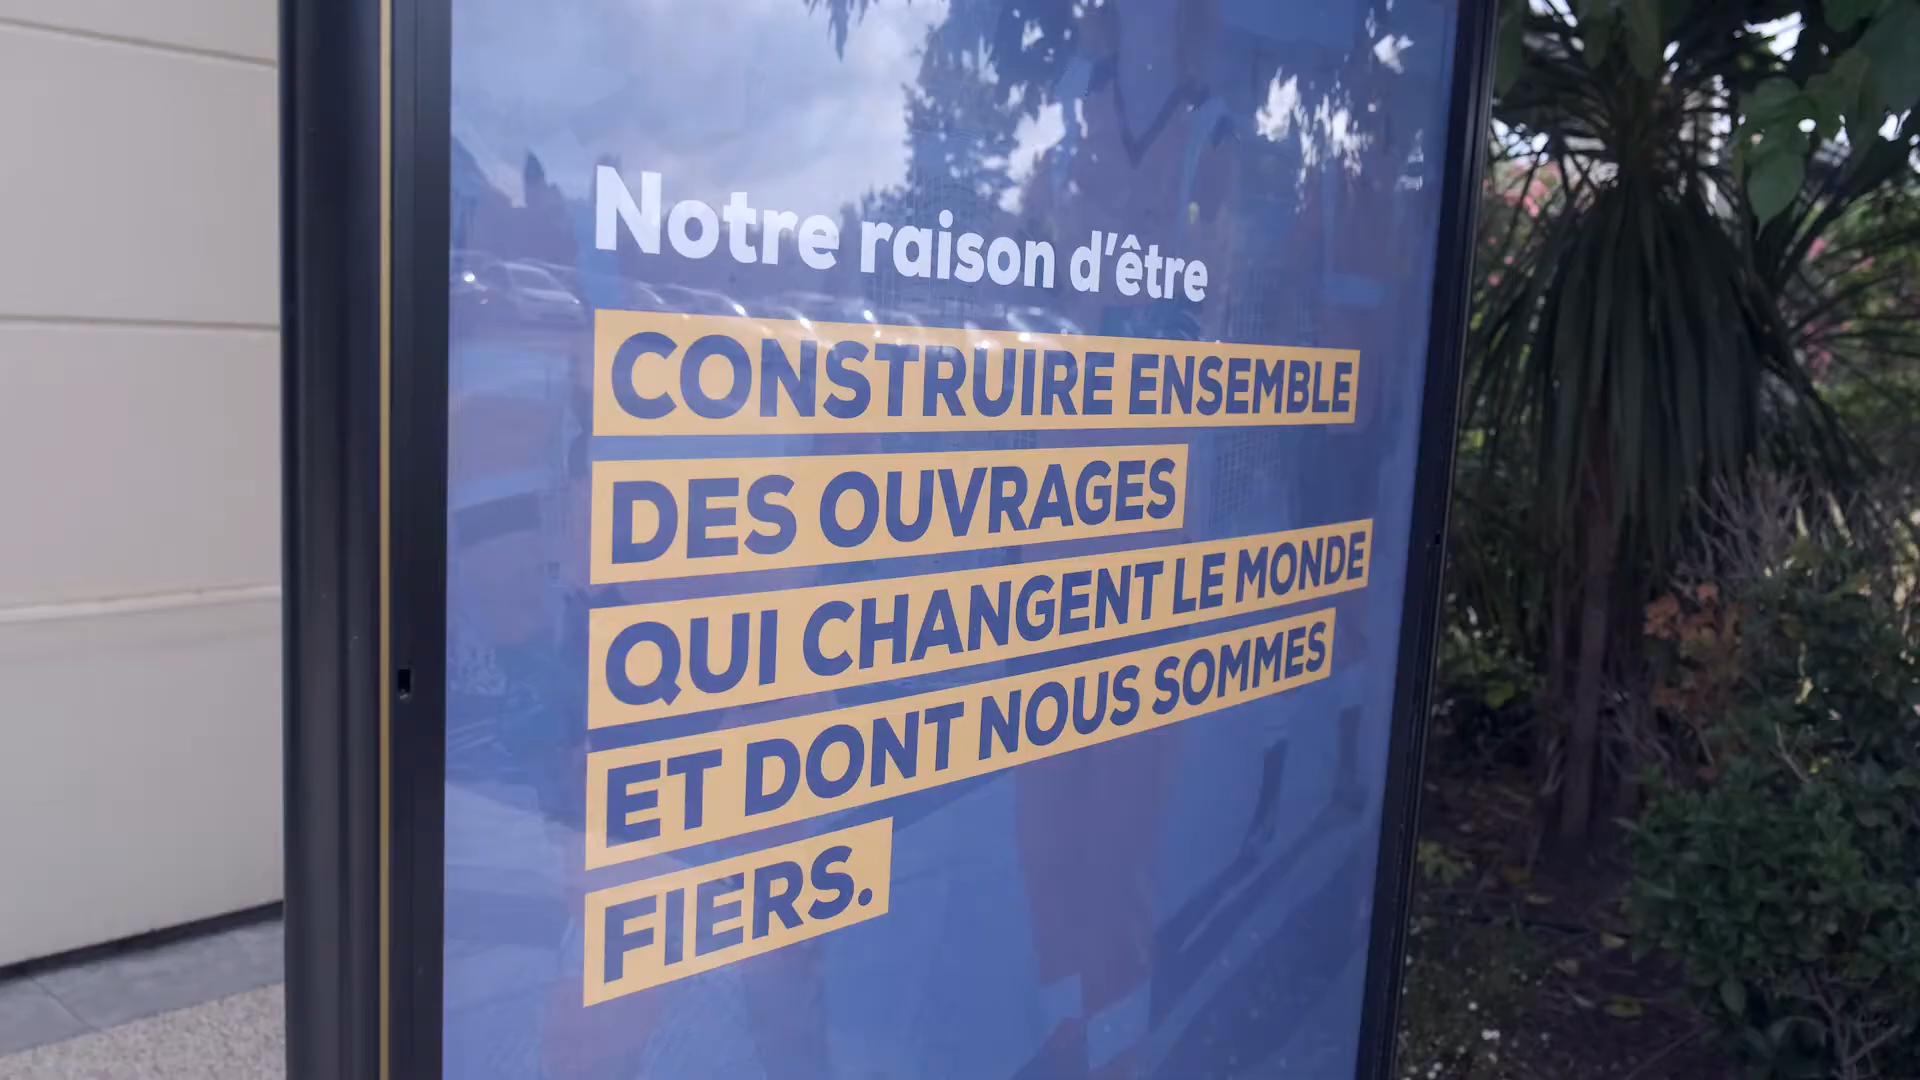 Notre raison d'être
CONSTRUIRE ENSEMBLE
DES OUVRAGES
QUI CHANGENT LE MONDE
ET DONT NOUS SOMMES
FIERS.